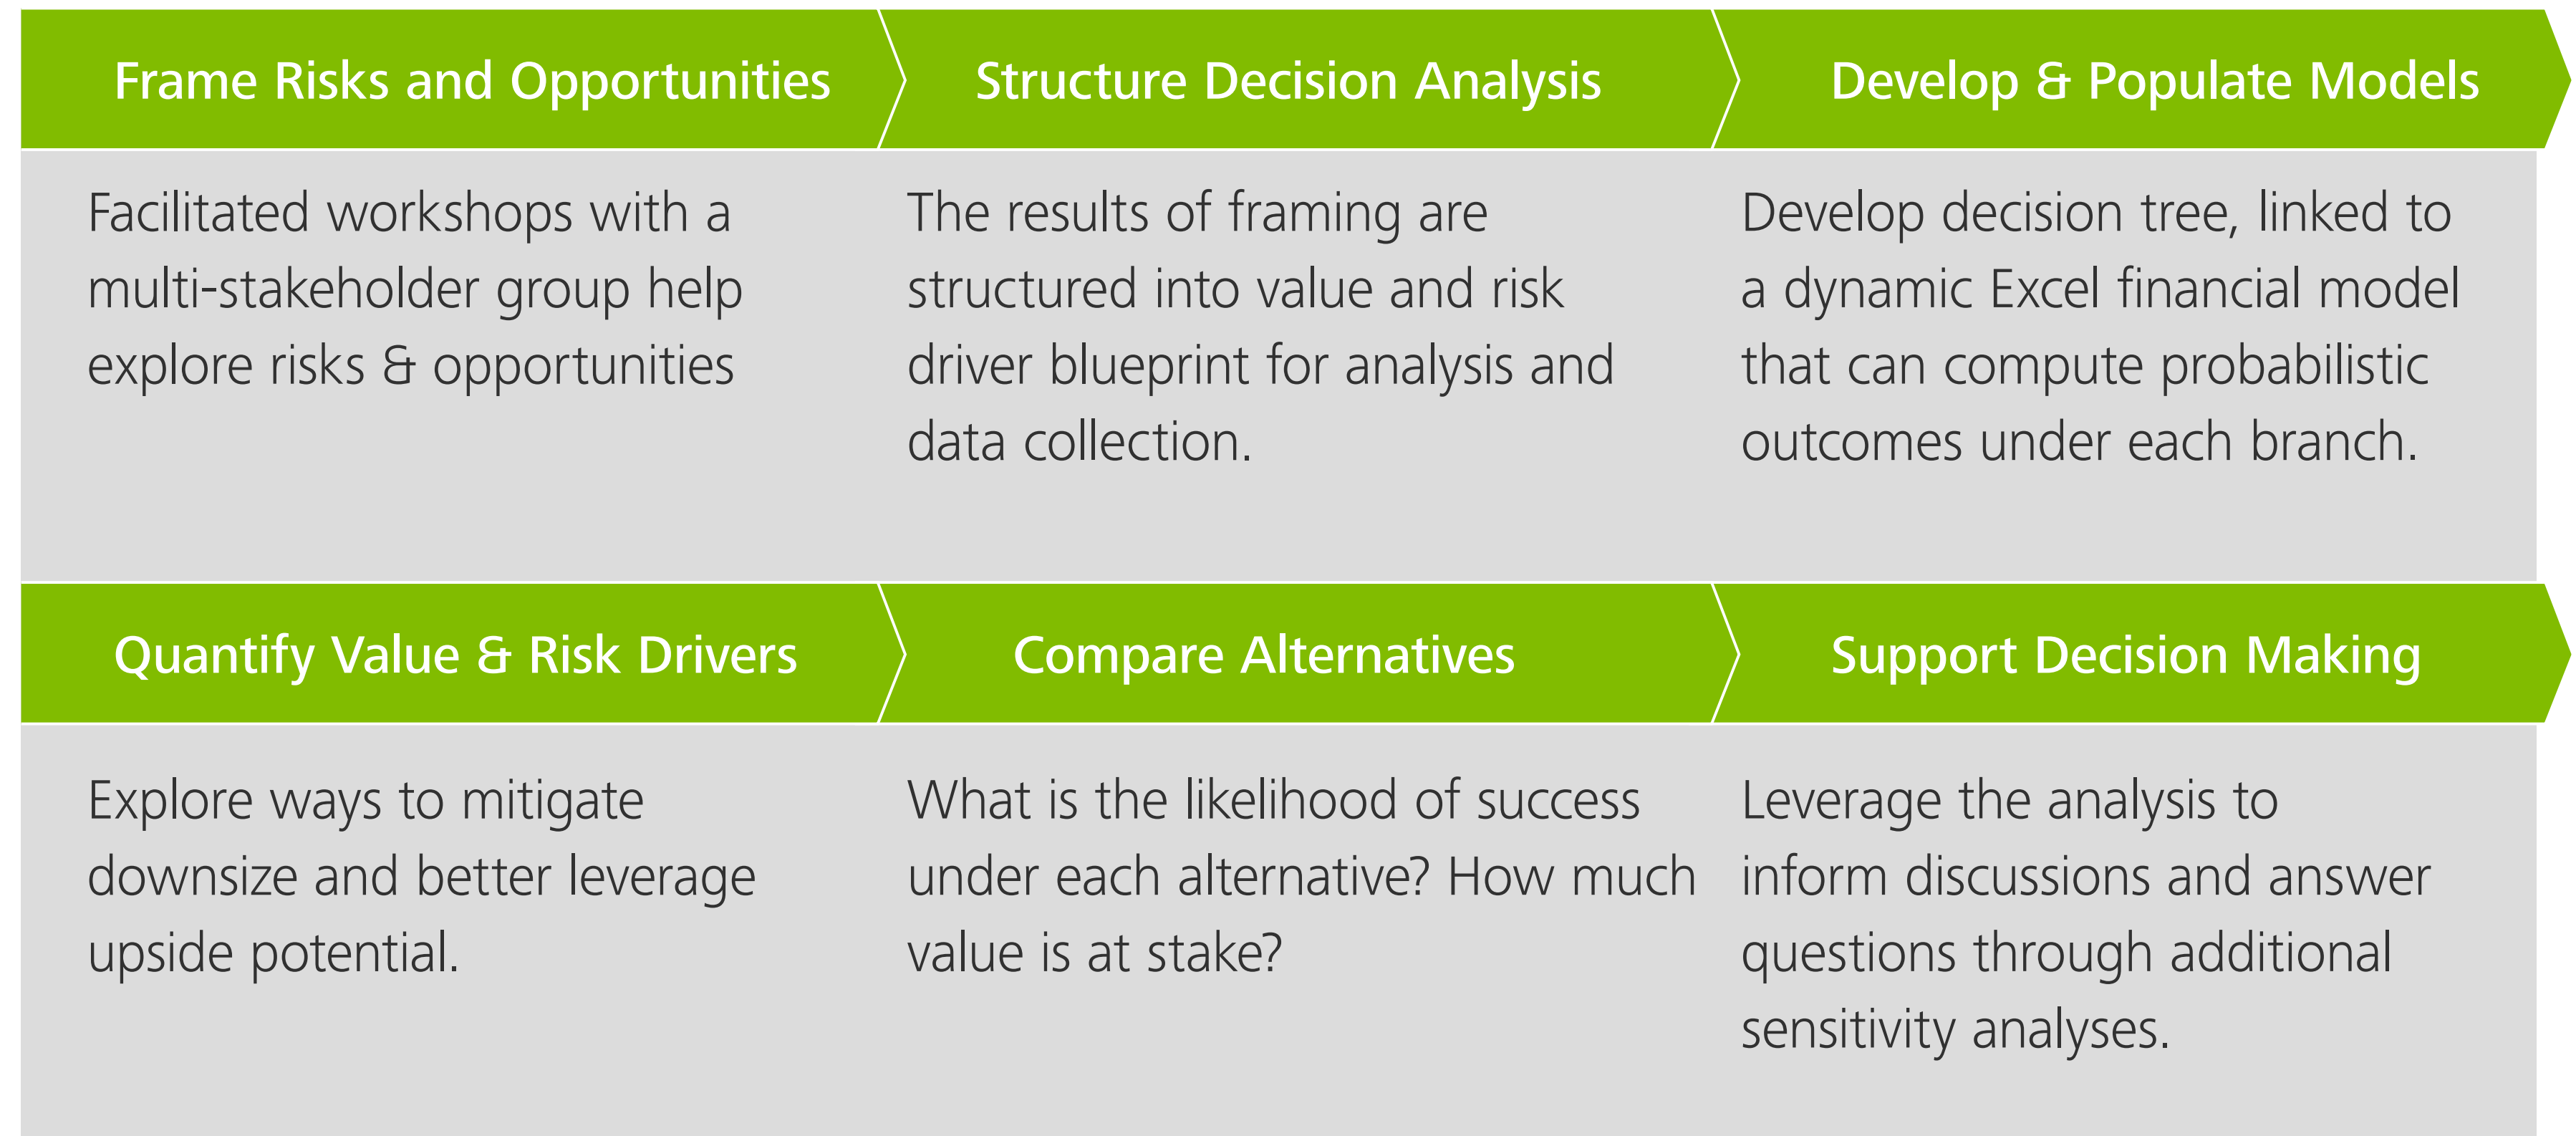 Frame Risks and Opportunities
Facilitated workshops with a
multi-stakeholder group help
explore risks & opportunities
Structure Decision Analysis
The results of framing are
structured into value and risk
driver blueprint for analysis and
data collection.
Develop & Populate Models
Develop decision tree, linked to
a dynamic Excel financial model
that can compute probabilistic
outcomes under each branch.
Quantify Value & Risk Drivers
Explore ways to mitigate
downsize and better leverage
upside potential.
Compare Alternatives
What is the likelihood of success
under each alternative? How much
value is at stake?
Support Decision Making
Leverage the analysis to
inform discussions and answer
questions through additional
sensitivity analyses.